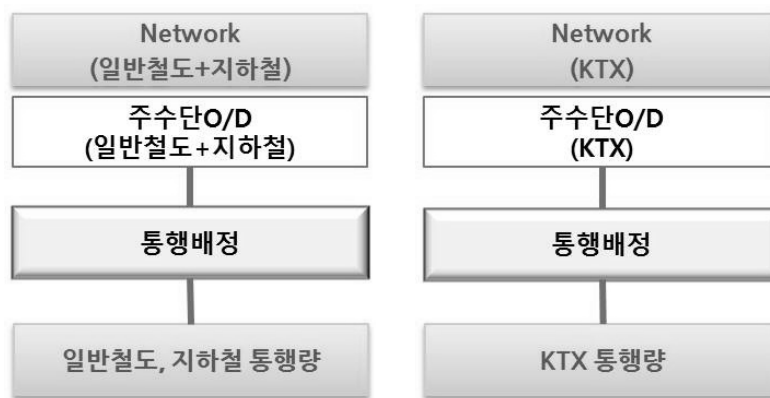 Network
(일반철도+지하철)
주수단O/D
(일반철도+지하철)
통행배정
일반철도, 지하철 통행량
Network
(KTX)
주수단O/D
(KTX)
통행배정
KTX 통행량